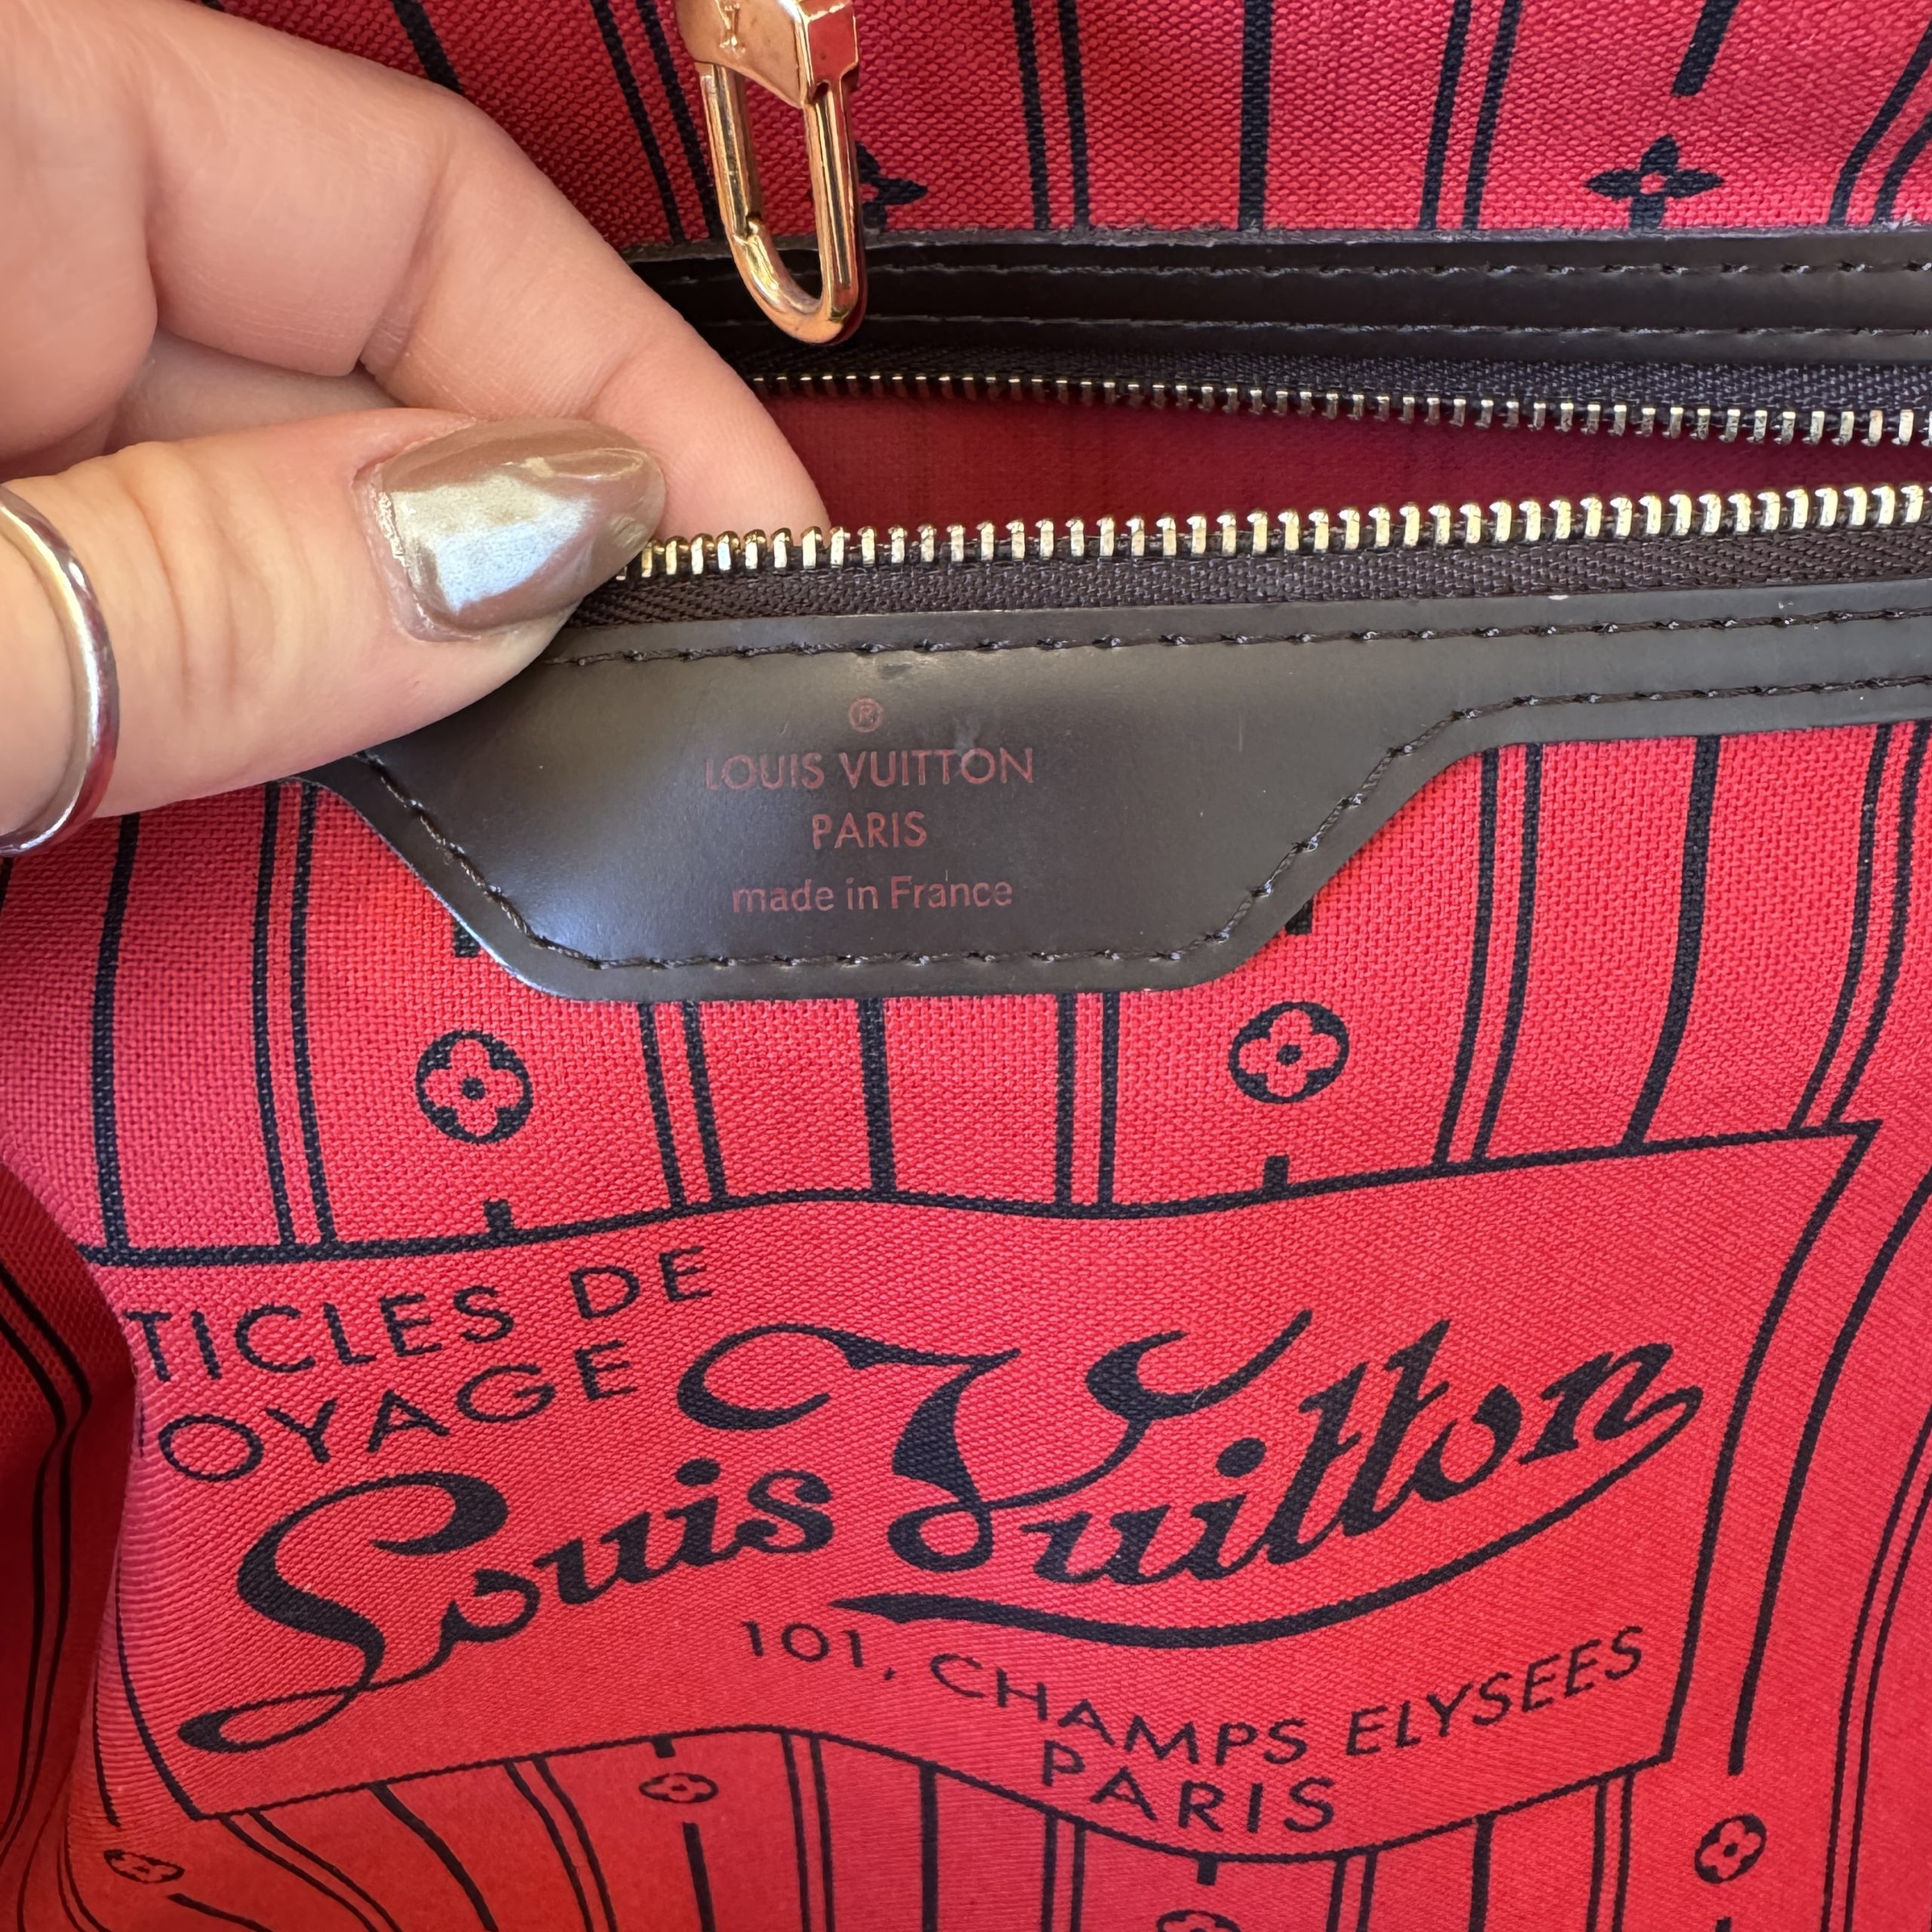 ®
LOUIS VUITTON
PARIS
made in France
TICLES DE
OYAGE
Louis Vuitton
101, CHAMPS ELYSEES
PARIS